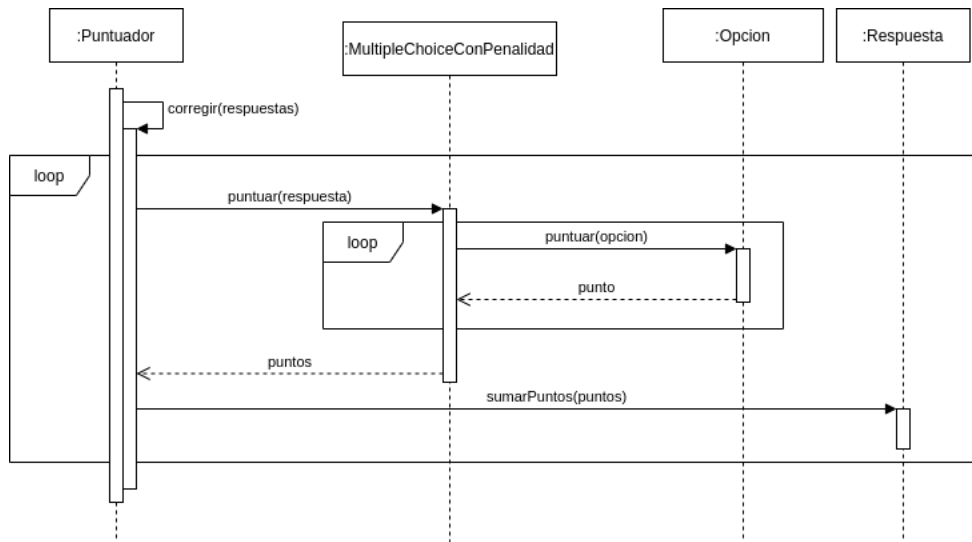 :Puntuador
:MultipleChoiceConPenalidad
:Opcion
:Respuesta
corregir(respuestas)
loop
puntuar(respuesta)
loop
puntuar(opcion)
punto
puntos
sumarPuntos(puntos)